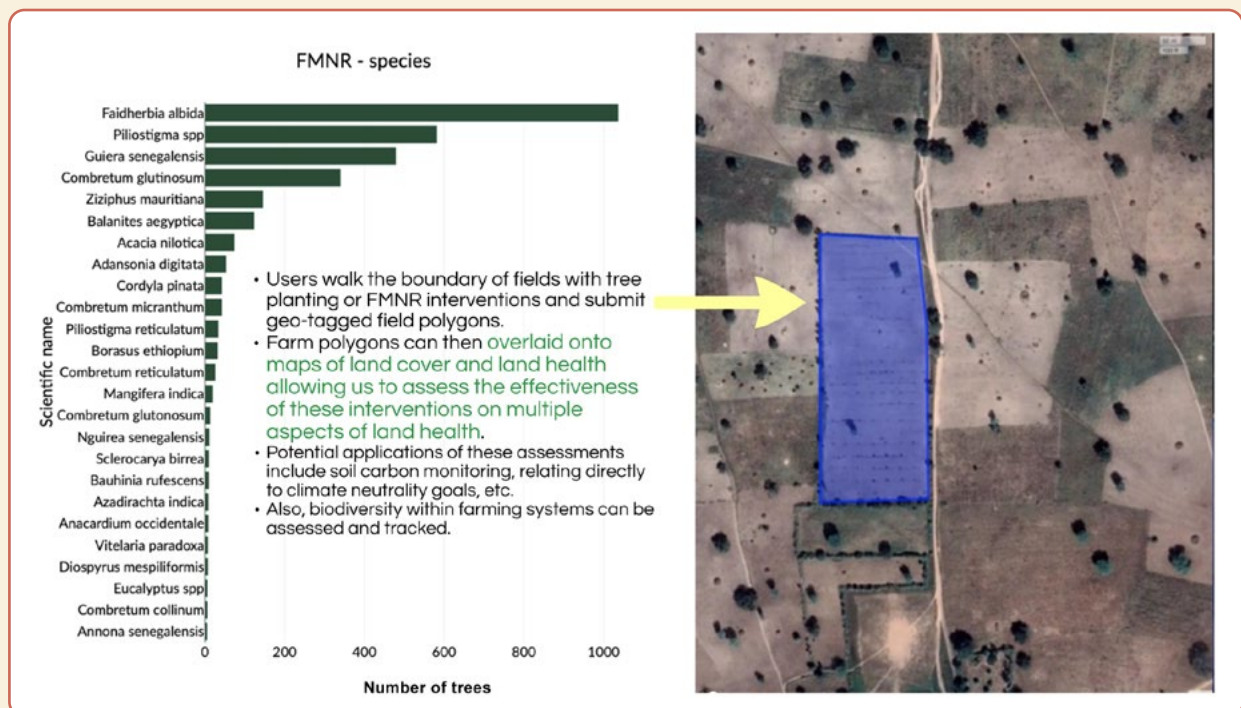 FMNR - species
Scientific name
Faidherbia albida
Piliostigma spp
Guiera senegalensis
Combretum glutinosum
Ziziphus mauritiana
Balanites aegyptica
Acacia nilotica
Adansonia digitata
Cordyla pinata
Combretum micranthum
Piliostigma reticulatum
Borasus ethiopium
Combretum reticulatum
Mangifera indica
Combretum glutonosum
Nguirea senegalensis
Sclerocarya birrea
Bauhinia rufescens
Azadirachta indica
Anacardium occidentale
Vitelaria paradoxa
Diospyrus mespiliformis
Eucalyptus spp
Combretum collinum
Annona senegalensis
0 200 400 600 800 1000
Number of trees
• Users walk the boundary of fields with tree
planting or FMNR interventions and submit
geo-tagged field polygons.
• Farm polygons can then overlaid onto
maps of land cover and land health
allowing us to assess the effectiveness
of these interventions on multiple
aspects of land health.
• Potential applications of these assessments
include soil carbon monitoring, relating directly
to climate neutrality goals, etc.
• Also, biodiversity within farming systems can be
assessed and tracked.